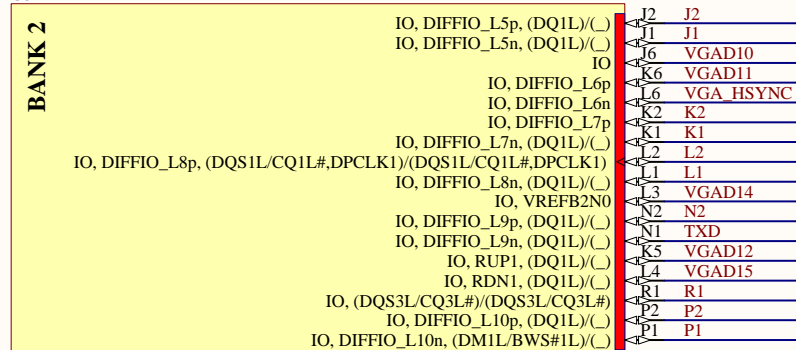 BANK 2
IO, DIFFIO_L5p, (DQ1L)/(_) J2 J2
IO, DIFFIO_L5n, (DQ1L)/(_) J1 J1
IO J6 VGAD10
IO, DIFFIO_L6p K6 VGAD11
IO, DIFFIO_L6n L6 VGA_HSYNC
IO, DIFFIO_L7p K2 K2
IO, DIFFIO_L7n, (DQ1L)/(_) K1 K1
IO, DIFFIO_L8p, (DQS1L/CQ1L#,DPCLK1)/(DQS1L/CQ1L#,DPCLK1) L2 L2
IO, DIFFIO_L8n, (DQ1L)/(_) L1 L1
IO, VREFB2N0 L3 VGAD14
IO, DIFFIO_L9p, (DQ1L)/(_) N2 N2
IO, DIFFIO_L9n, (DQ1L)/(_) N1 TXD
IO, RUP1, (DQ1L)/(_) K5 VGAD12
IO, RDN1, (DQ1L)/(_) L4 VGAD15
IO, (DQS3L/CQ3L#)/(DQS3L/CQ3L#) R1 R1
IO, DIFFIO_L10p, (DQ1L)/(_) P2 P2
IO, DIFFIO_L10n, (DM1L/BWS#1L)/(_) P1 P1